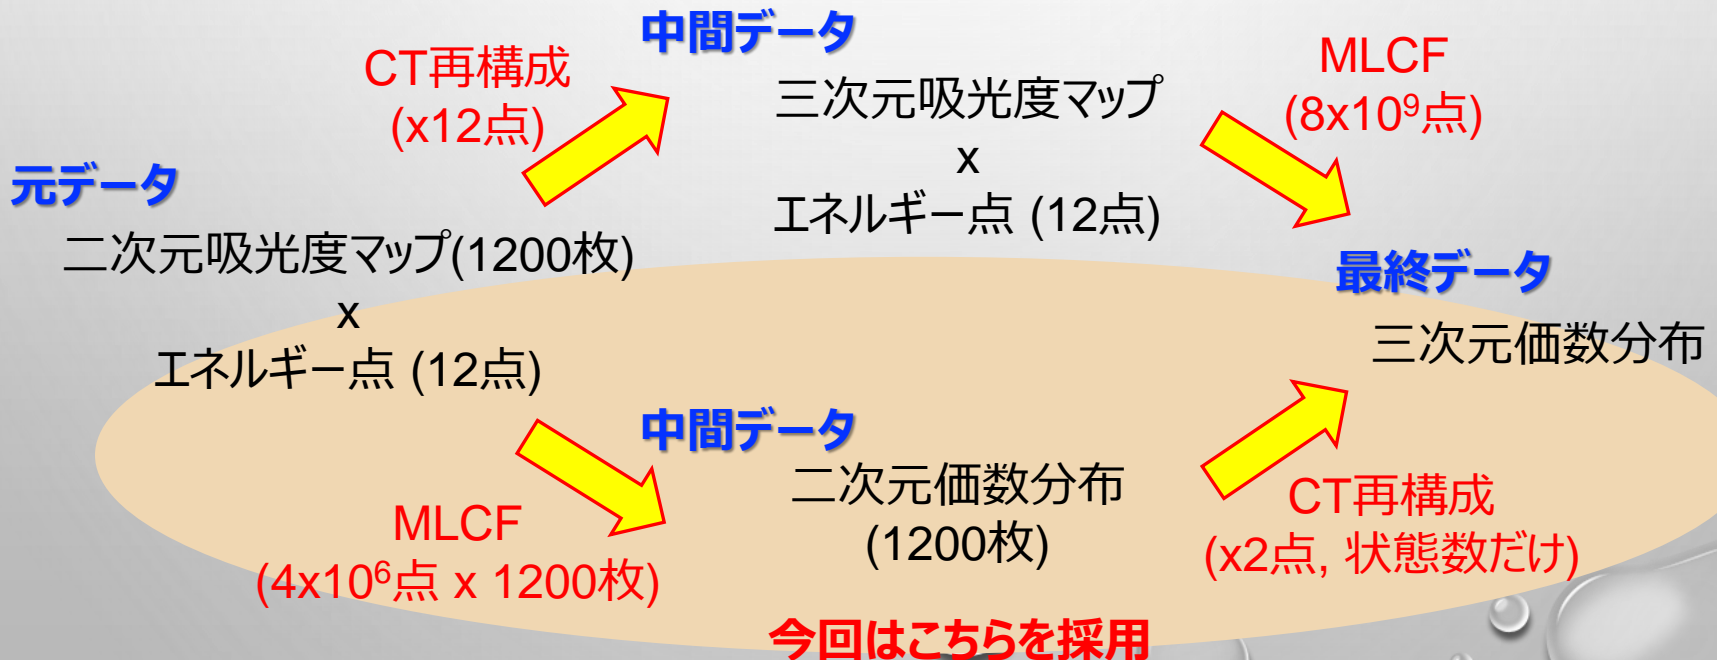 元データ
二次元吸光度マップ(1200枚)
x
エネルギー点 (12点)
CT再構成
(x12点)
中間データ
三次元吸光度マップ
x
エネルギー点 (12点)
MLCF
(8x10⁹点)
MLCF
(4x10⁶点 x 1200枚)
中間データ
二次元価数分布
(1200枚)
CT再構成
(x2点, 状態数だけ)
最終データ
三次元価数分布
今回はこちらを採用